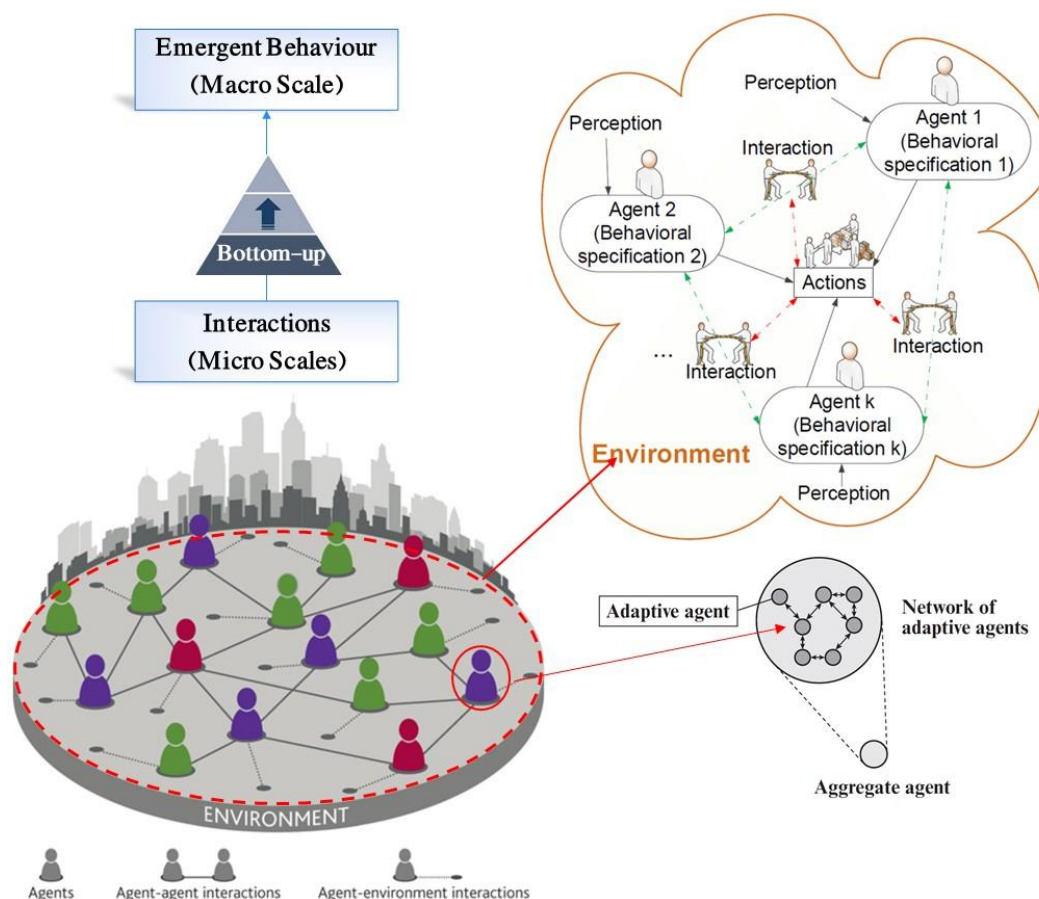 Emergent Behaviour
(Macro Scale)
Bottom-up
Interactions
(Micro Scales)
Perception
Agent 1
(Behavioral
specification 1)
Perception
Interaction
Agent 2
(Behavioral
specification 2)
Actions
...
Interaction
Interaction
Agent k
(Behavioral
specification k)
Environment
Perception
Adaptive agent
Network of
adaptive agents
Aggregate agent
ENVIRONMENT
Agents
Agent-agent interactions
Agent-environment interactions